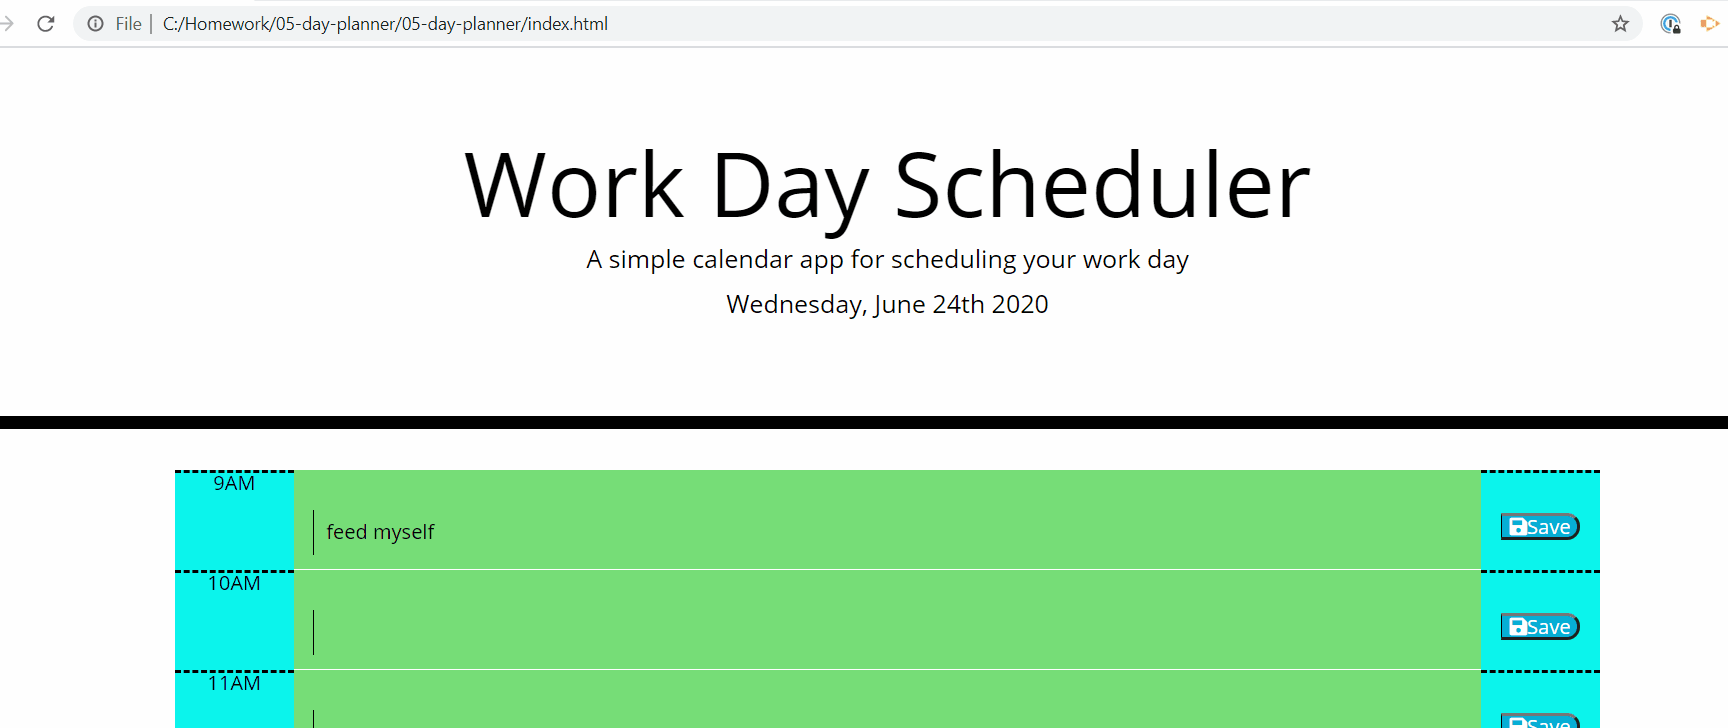 File | C:/Homework/05-day-planner/05-day-planner/index.html
Work Day Scheduler
A simple calendar app for scheduling your work day
Wednesday, June 24th 2020
9AM
feed myself
Save
10AM
Save
11AM
Save